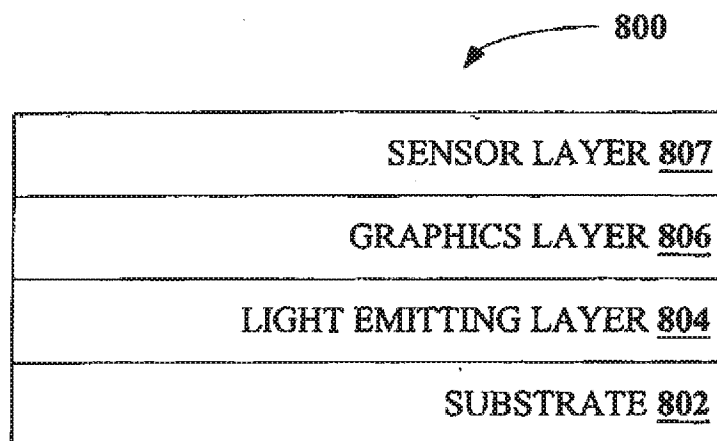 800
SENSOR LAYER 807
GRAPHICS LAYER 806
LIGHT EMITTING LAYER 804
SUBSTRATE 802